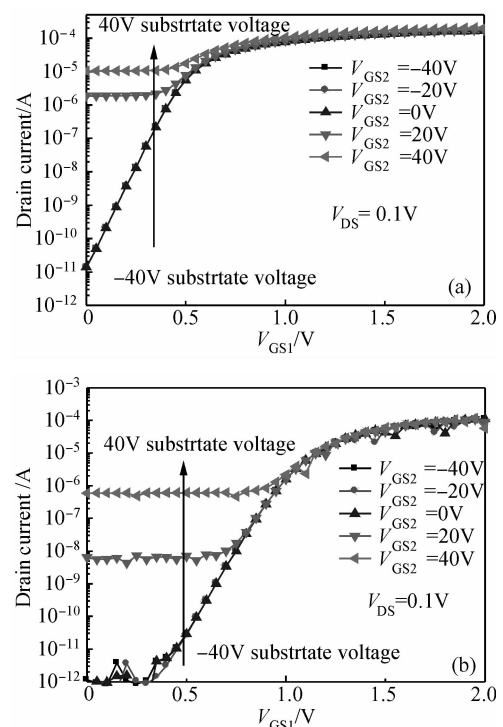 10⁻⁴
10⁻⁵
10⁻⁶
10⁻⁷
10⁻⁸
10⁻⁹
10⁻¹⁰
10⁻¹¹
10⁻¹²
Drain current/A
40V substrtate voltage
V_GS2 =−40V
V_GS2 =−20V
V_GS2 =0V
V_GS2 =20V
V_GS2 =40V
V_DS = 0.1V
−40V substrtate voltage
(a)
0 0.5 1.0 1.5 2.0
V_GS1/V
10⁻³
10⁻⁴
10⁻⁵
10⁻⁶
10⁻⁷
10⁻⁸
10⁻⁹
10⁻¹⁰
10⁻¹¹
10⁻¹²
Drain current /A
40V substrtate voltage
V_GS2 =−40V
V_GS2 =−20V
V_GS2 =0V
V_GS2 =20V
V_GS2 =40V
V_DS=0.1V
−40V substrtate voltage
(b)
0 0.5 1.0 1.5 2.0
V_GS1/V